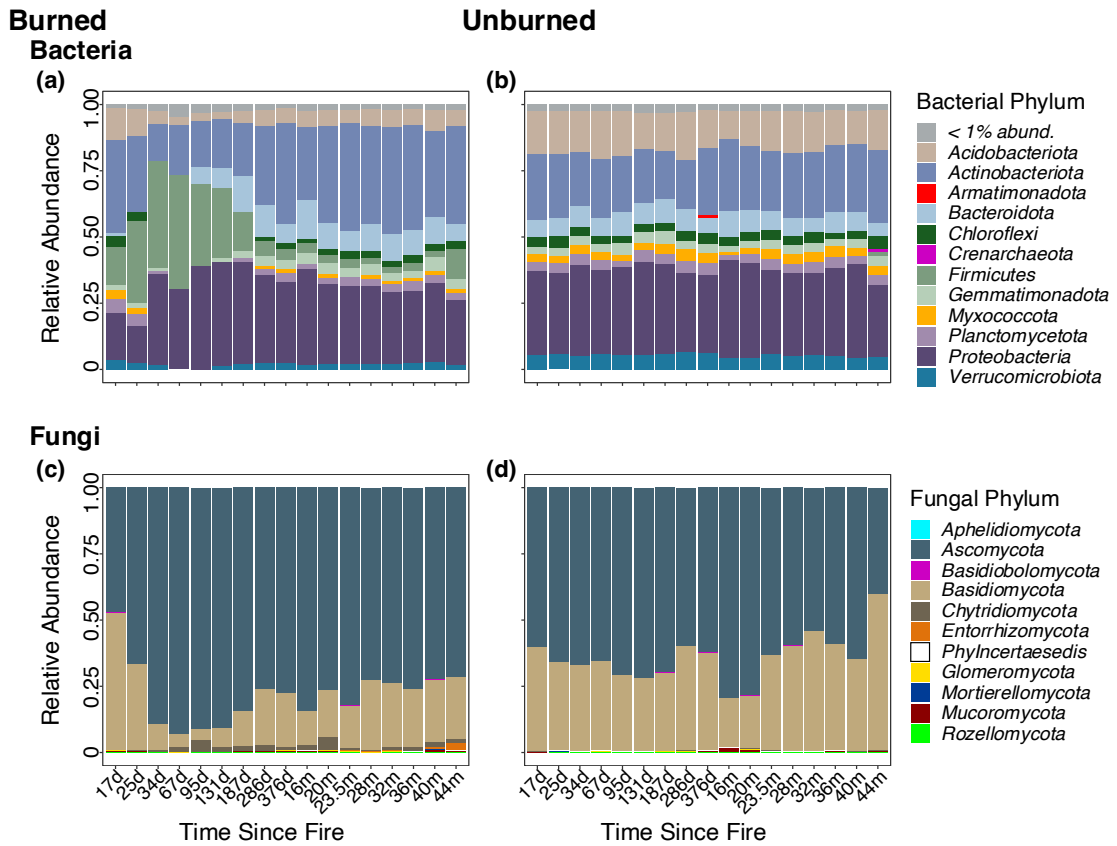 Burned
Unburned
Bacteria
(a)
(b)
Relative Abundance
1.00
0.75
0.50
0.25
0
Bacterial Phylum
< 1% abund.
Acidobacteriota
Actinobacteriota
Armatimonadota
Bacteroidota
Chloroflexi
Crenarchaeota
Firmicutes
Gemmatimonadota
Myxococcota
Planctomycetota
Proteobacteria
Verrucomicrobiota
Fungi
(c)
(d)
Relative Abundance
1.00
0.75
0.50
0.25
0
Fungal Phylum
Aphelidiomycota
Ascomycota
Basidiobolomycota
Basidiomycota
Chytridiomycota
Entorrhizomycota
PhyIncertaesedis
Glomeromycota
Mortierellomycota
Mucoromycota
Rozellomycota
17d 25d 34d 67d 95d 131d 187d 286d 376d 16m 20m 23.5m 28m 32m 36m 40m 44m
17d 25d 34d 67d 95d 131d 187d 286d 376d 16m 20m 23.5m 28m 32m 36m 40m 44m
Time Since Fire
Time Since Fire